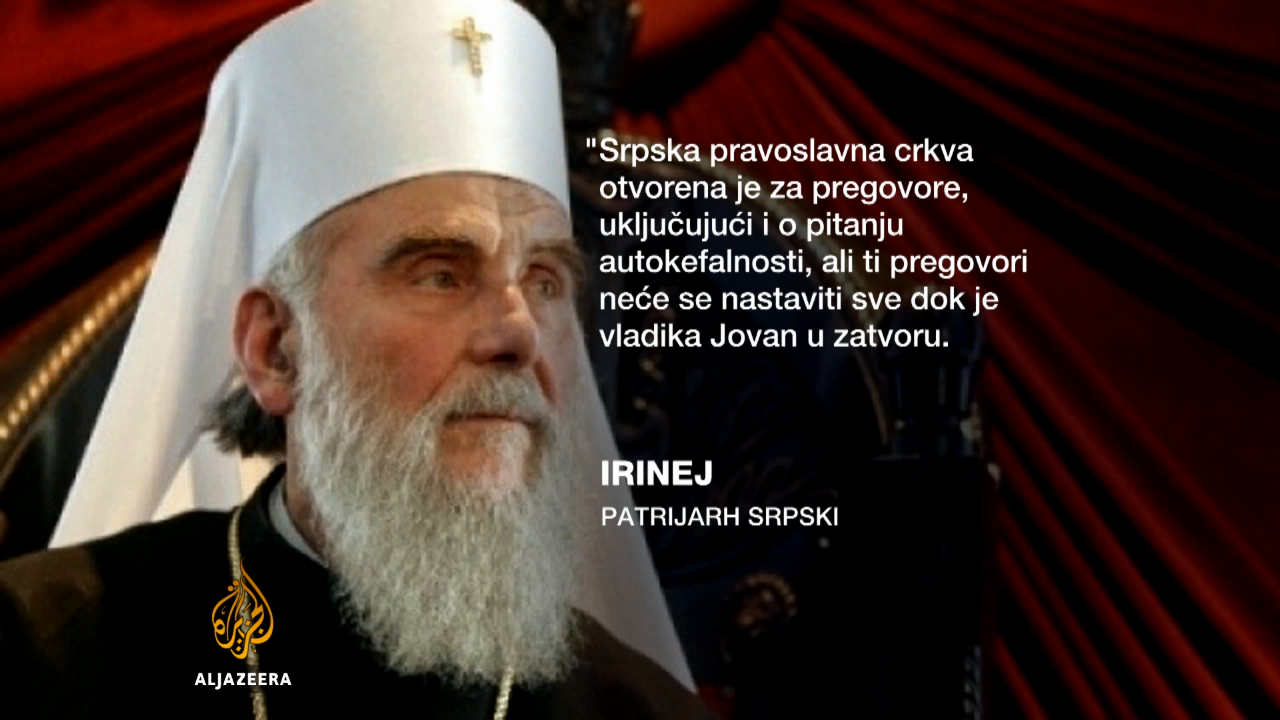 "Srpska pravoslavna crkva
otvorena je za pregovore,
uključujući i o pitanju
autokefalnosti, ali ti pregovori
neće se nastaviti sve dok je
vladika Jovan u zatvoru.
IRINEJ
PATRIJARH SRPSKI
ALJAZEERA